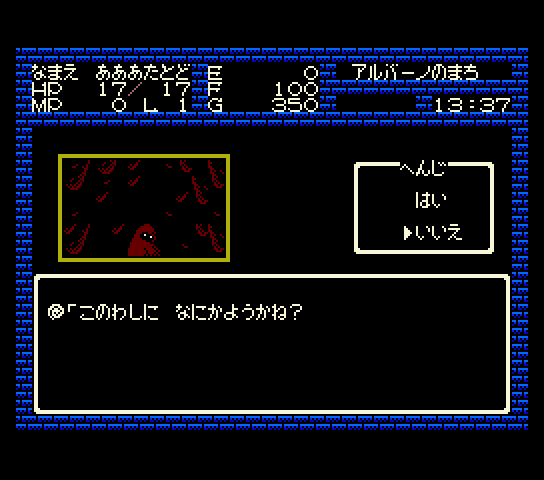 なまえ あああたどど
HP 17/ 17
MP 0 L 1
E 0
F 100
G 350
アルバーノのまち
13:37
へんじ
はい
▶いいえ
@「このわしに なにかようかね?